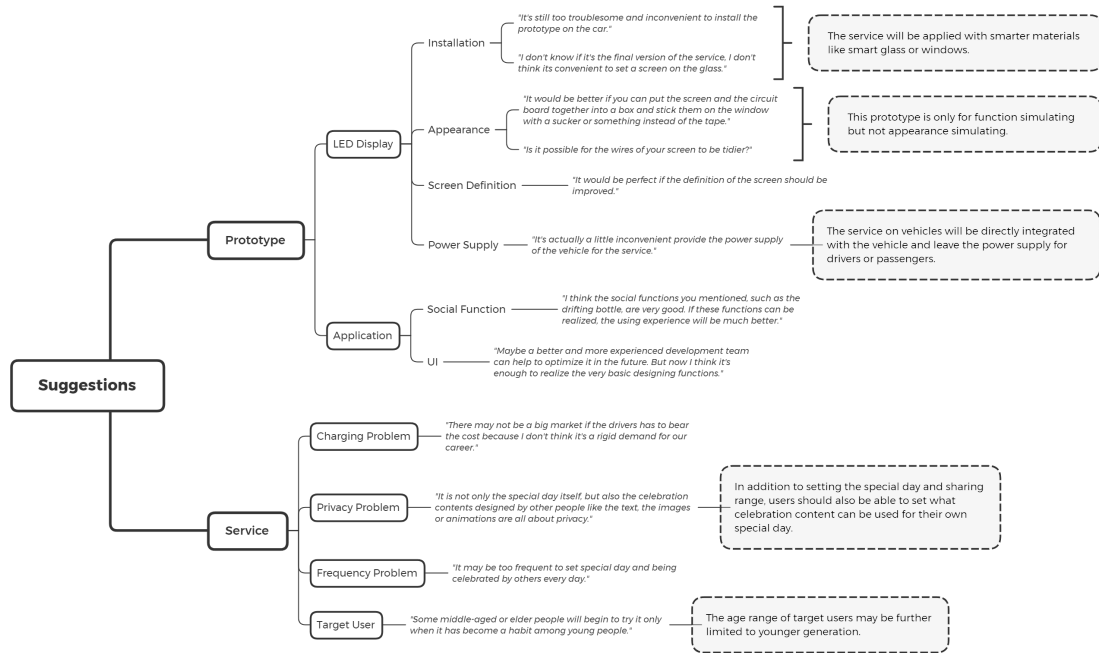 Suggestions
Prototype
LED Display
Installation
"It's still too troublesome and inconvenient to install the
prototype on the car."
"I don't know if it's the final version of the service, I don't
think its convenient to set a screen on the glass."
The service will be applied with smarter materials
like smart glass or windows.
Appearance
"It would be better if you can put the screen and the circuit
board together into a box and stick them on the window
with a sucker or something instead of the tape."
"Is it possible for the wires of your screen to be tidier?"
This prototype is only for function simulating
but not appearance simulating.
Screen Definition
"It would be perfect if the definition of the screen should be
improved."
Power Supply
"It's actually a little inconvenient provide the power supply
of the vehicle for the service."
The service on vehicles will be directly integrated
with the vehicle and leave the power supply for
drivers or passengers.
Application
Social Function
"I think the social functions you mentioned, such as the
drifting bottle, are very good. If these functions can be
realized, the using experience will be much better."
UI
"Maybe a better and more experienced development team
can help to optimize it in the future. But now I think it's
enough to realize the very basic designing functions."
Service
Charging Problem
"There may not be a big market if the drivers has to bear
the cost because I don't think it's a rigid demand for our
career."
Privacy Problem
"It is not only the special day itself, but also the celebration
contents designed by other people like the text, the images
or animations are all about privacy."
In addition to setting the special day and sharing
range, users should also be able to set what
celebration content can be used for their own
special day.
Frequency Problem
"It may be too frequent to set special day and being
celebrated by others every day."
Target User
"Some middle-aged or elder people will begin to try it only
when it has become a habit among young people."
The age range of target users may be further
limited to younger generation.